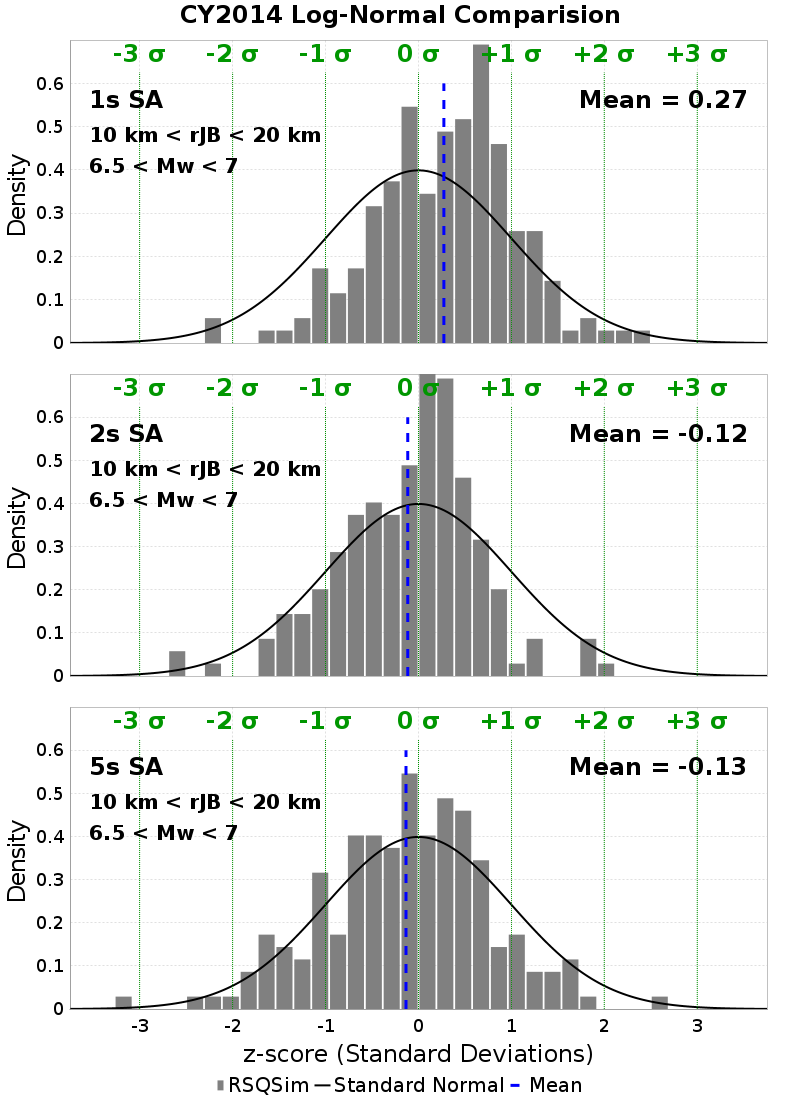 CY2014 Log-Normal Comparision
-3 σ -2 σ -1 σ 0 σ +1 σ +2 σ +3 σ
1s SA Mean = 0.27
10 km < rJB < 20 km
6.5 < Mw < 7
Density
0.6
0.5
0.4
0.3
0.2
0.1
0
-3 σ -2 σ -1 σ 0 σ +1 σ +2 σ +3 σ
2s SA Mean = -0.12
10 km < rJB < 20 km
6.5 < Mw < 7
Density
0.6
0.5
0.4
0.3
0.2
0.1
0
-3 σ -2 σ -1 σ 0 σ +1 σ +2 σ +3 σ
5s SA Mean = -0.13
10 km < rJB < 20 km
6.5 < Mw < 7
Density
0.6
0.5
0.4
0.3
0.2
0.1
0
-3 -2 -1 0 1 2 3
z-score (Standard Deviations)
RSQSim Standard Normal Mean